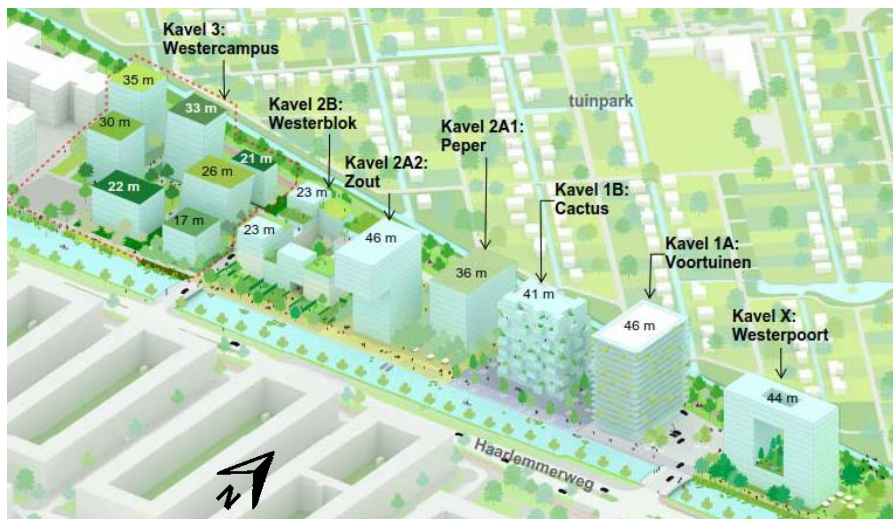 Kavel 3:
Westercampus
35 m
33 m
30 m
tuinpark
Kavel 2B:
Westerblok
Kavel 2A1:
Peper
Kavel 2A2:
Zout
21 m
26 m
22 m
23 m
17 m
23 m
46 m
36 m
Kavel 1B:
Cactus
41 m
Kavel 1A:
Voortuinen
46 m
Kavel X:
Westerpoort
44 m
Haarlemmerweg
N